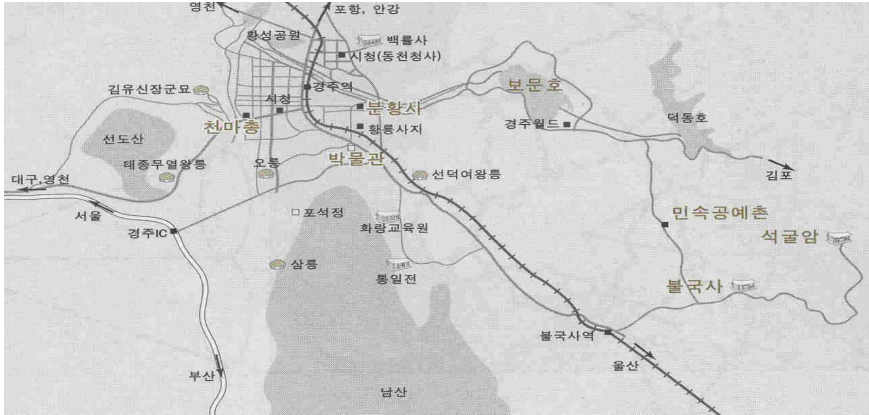 영천
포항, 안강
황성공원
백률사
시청(동천청사)
김유신장군묘
경주역
보문호
시청
분황사
천마총
황룡사지
경주월드
덕동호
선도산
박물관
태종무열왕릉
오릉
선덕여왕릉
김포
대구,영천
서울
포석정
민속공예촌
화랑교육원
경주IC
석굴암
삼릉
통일전
불국사
불국사역
울산
부산
남산